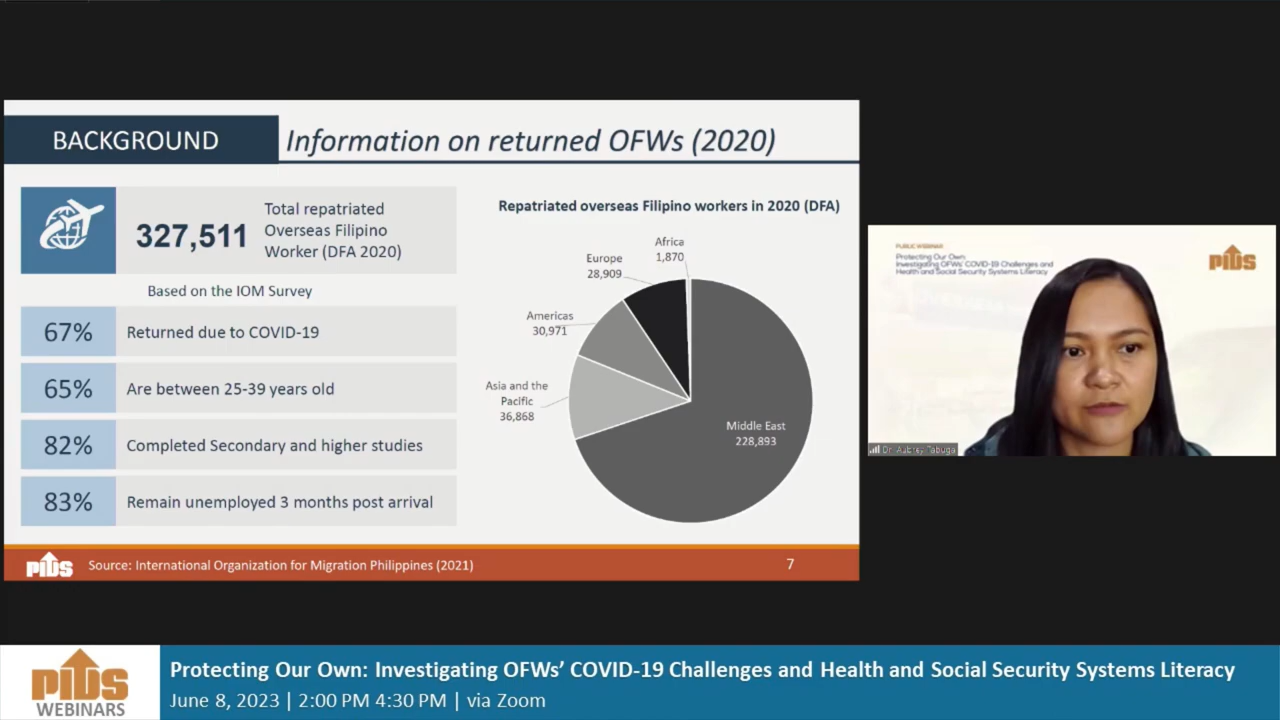 BACKGROUND
Information on returned OFWs (2020)
327,511
Total repatriated
Overseas Filipino
Worker (DFA 2020)
Based on the IOM Survey
67%
Returned due to COVID-19
65%
Are between 25-39 years old
82%
Completed Secondary and higher studies
83%
Remain unemployed 3 months post arrival
Repatriated overseas Filipino workers in 2020 (DFA)
Africa
1,870
Europe
28,909
Americas
30,971
Asia and the
Pacific
36,868
Middle East
228,893
PIDS
Source: International Organization for Migration Philippines (2021)
7
PUBLIC WEBINAR
Protecting Our Own:
Investigating OFWs' COVID-19 Challenges and
Health and Social Security Systems Literacy
PIDS
Dr. Aubrey Tabuga
PIDS
WEBINARS
Protecting Our Own: Investigating OFWs’ COVID-19 Challenges and Health and Social Security Systems Literacy
June 8, 2023 | 2:00 PM 4:30 PM | via Zoom